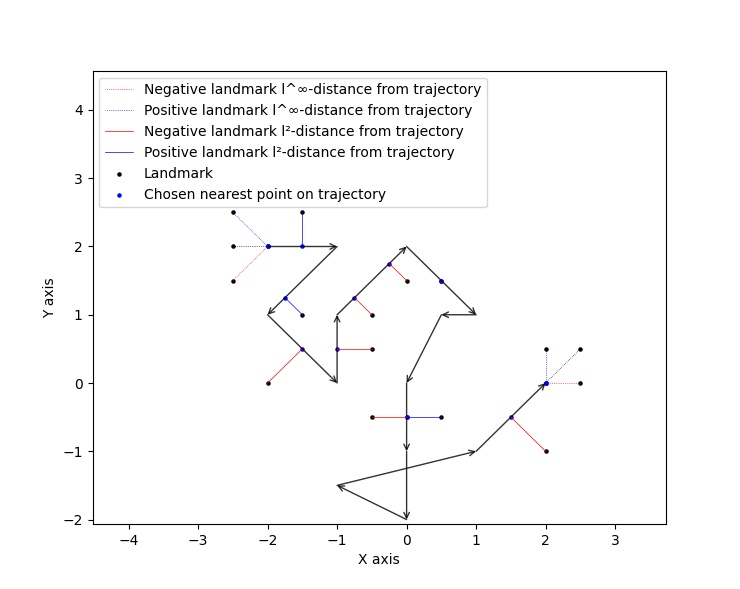 Negative landmark l^∞-distance from trajectory
Positive landmark l^∞-distance from trajectory
Negative landmark l²-distance from trajectory
Positive landmark l²-distance from trajectory
Landmark
Chosen nearest point on trajectory
Y axis
4
3
2
1
0
−1
−2
−4 −3 −2 −1 0 1 2 3
X axis